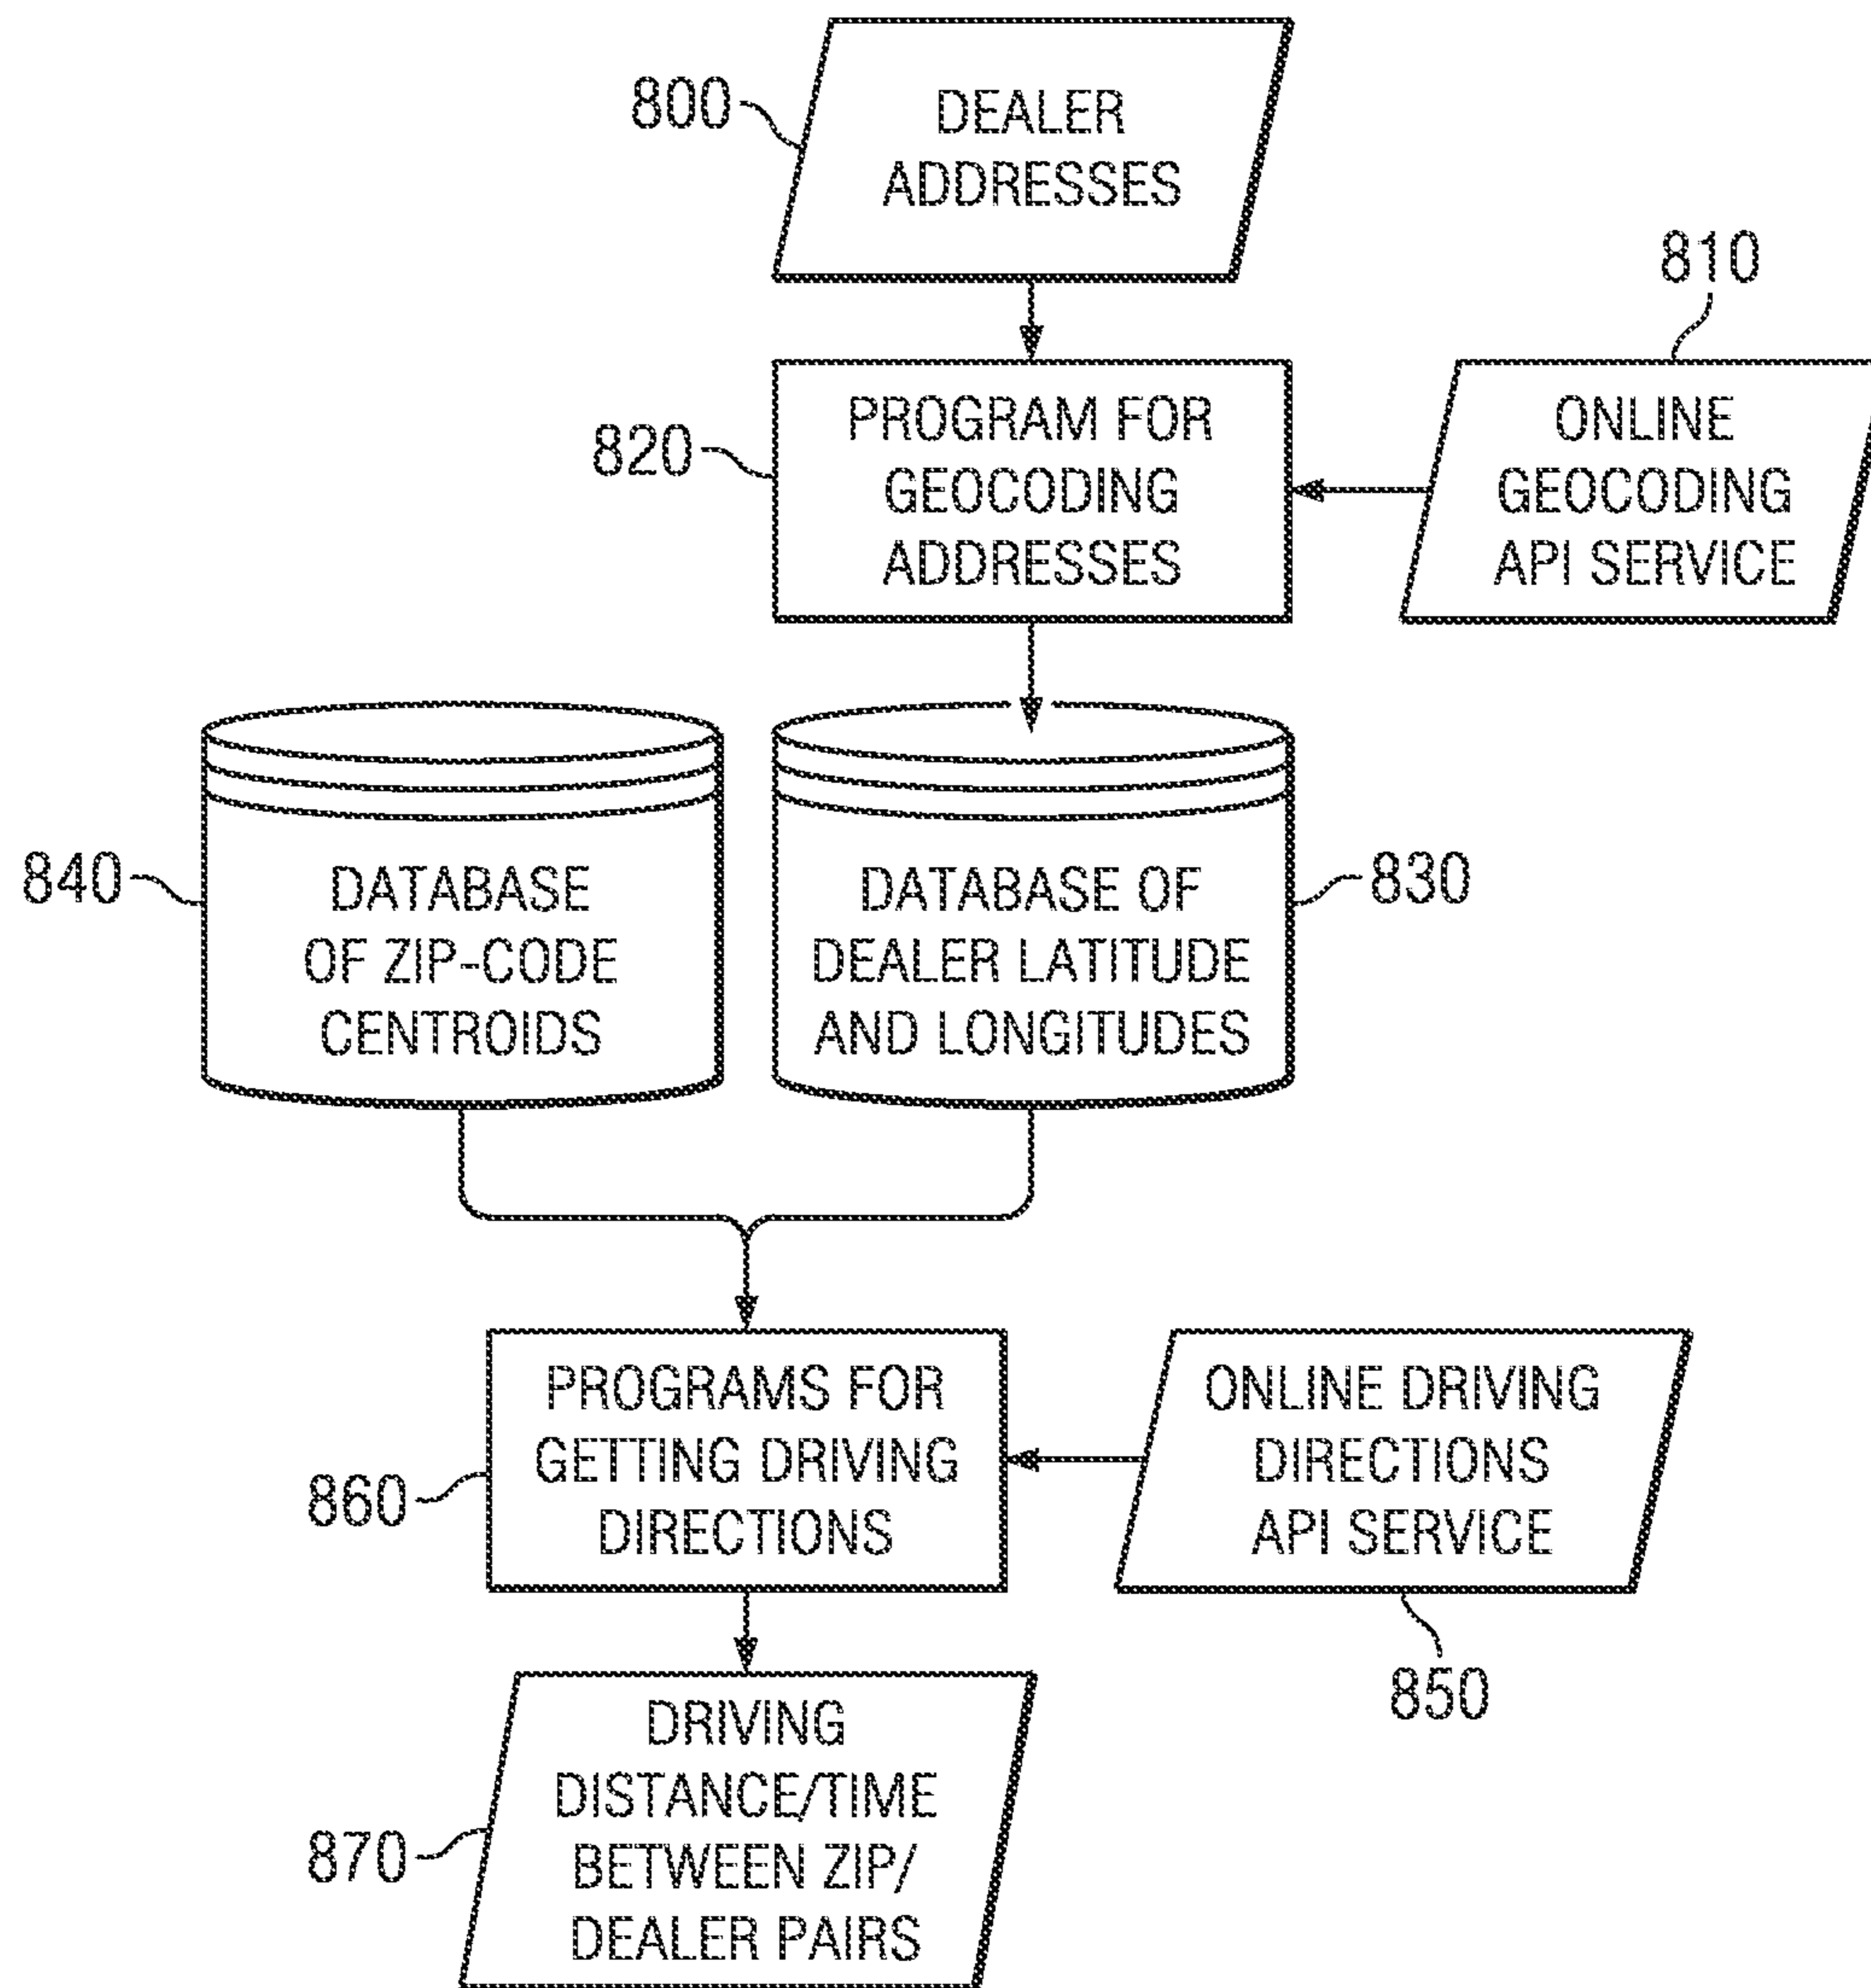 800
DEALER
ADDRESSES
810
820
PROGRAM FOR
GEOCODING
ADDRESSES
ONLINE
GEOCODING
API SERVICE
840
DATABASE
OF ZIP-CODE
CENTROIDS
DATABASE OF
DEALER LATITUDE
AND LONGITUDES
830
860
PROGRAMS FOR
GETTING DRIVING
DIRECTIONS
ONLINE DRIVING
DIRECTIONS
API SERVICE
850
870
DRIVING
DISTANCE/TIME
BETWEEN ZIP/
DEALER PAIRS